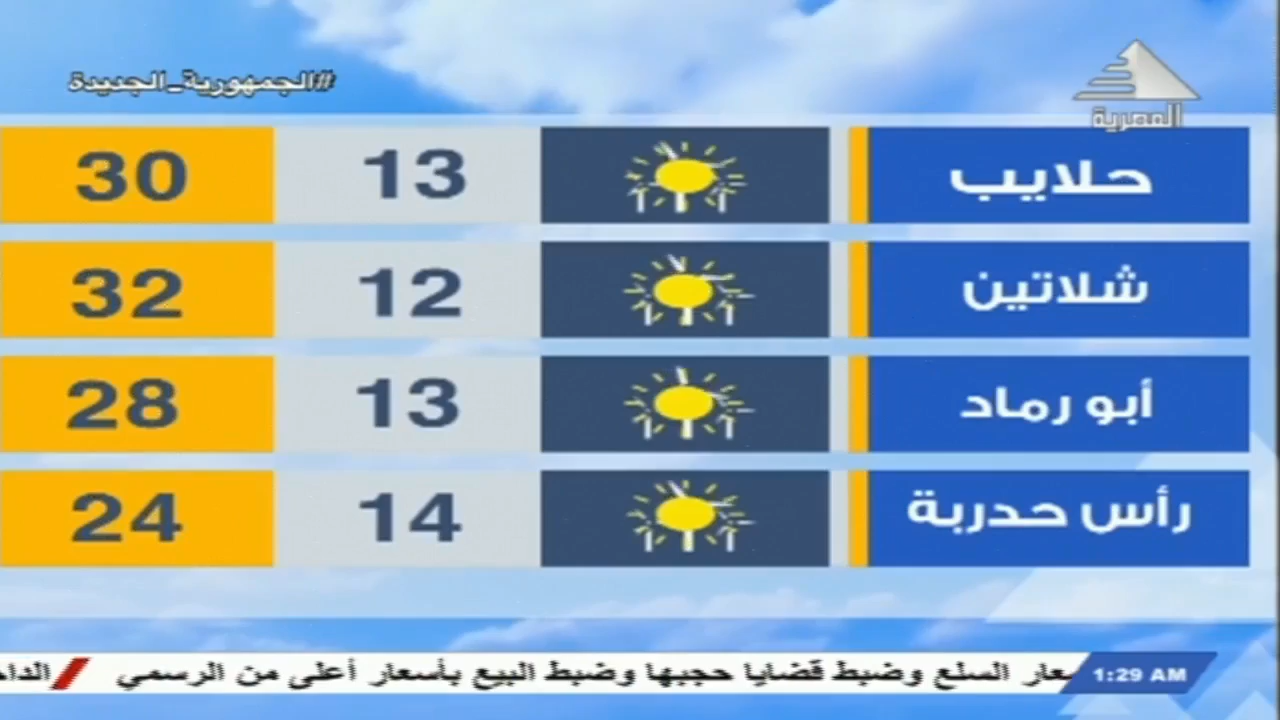 #الجمهورية_الجديدة
المصرية
حلايب 13 30
شلاتين 12 32
أبو رماد 13 28
رأس حدربة 14 24
1:29 AM
السلع وضبط قضايا حجبها وضبط البيع بأسعار أعلى من الرسمي